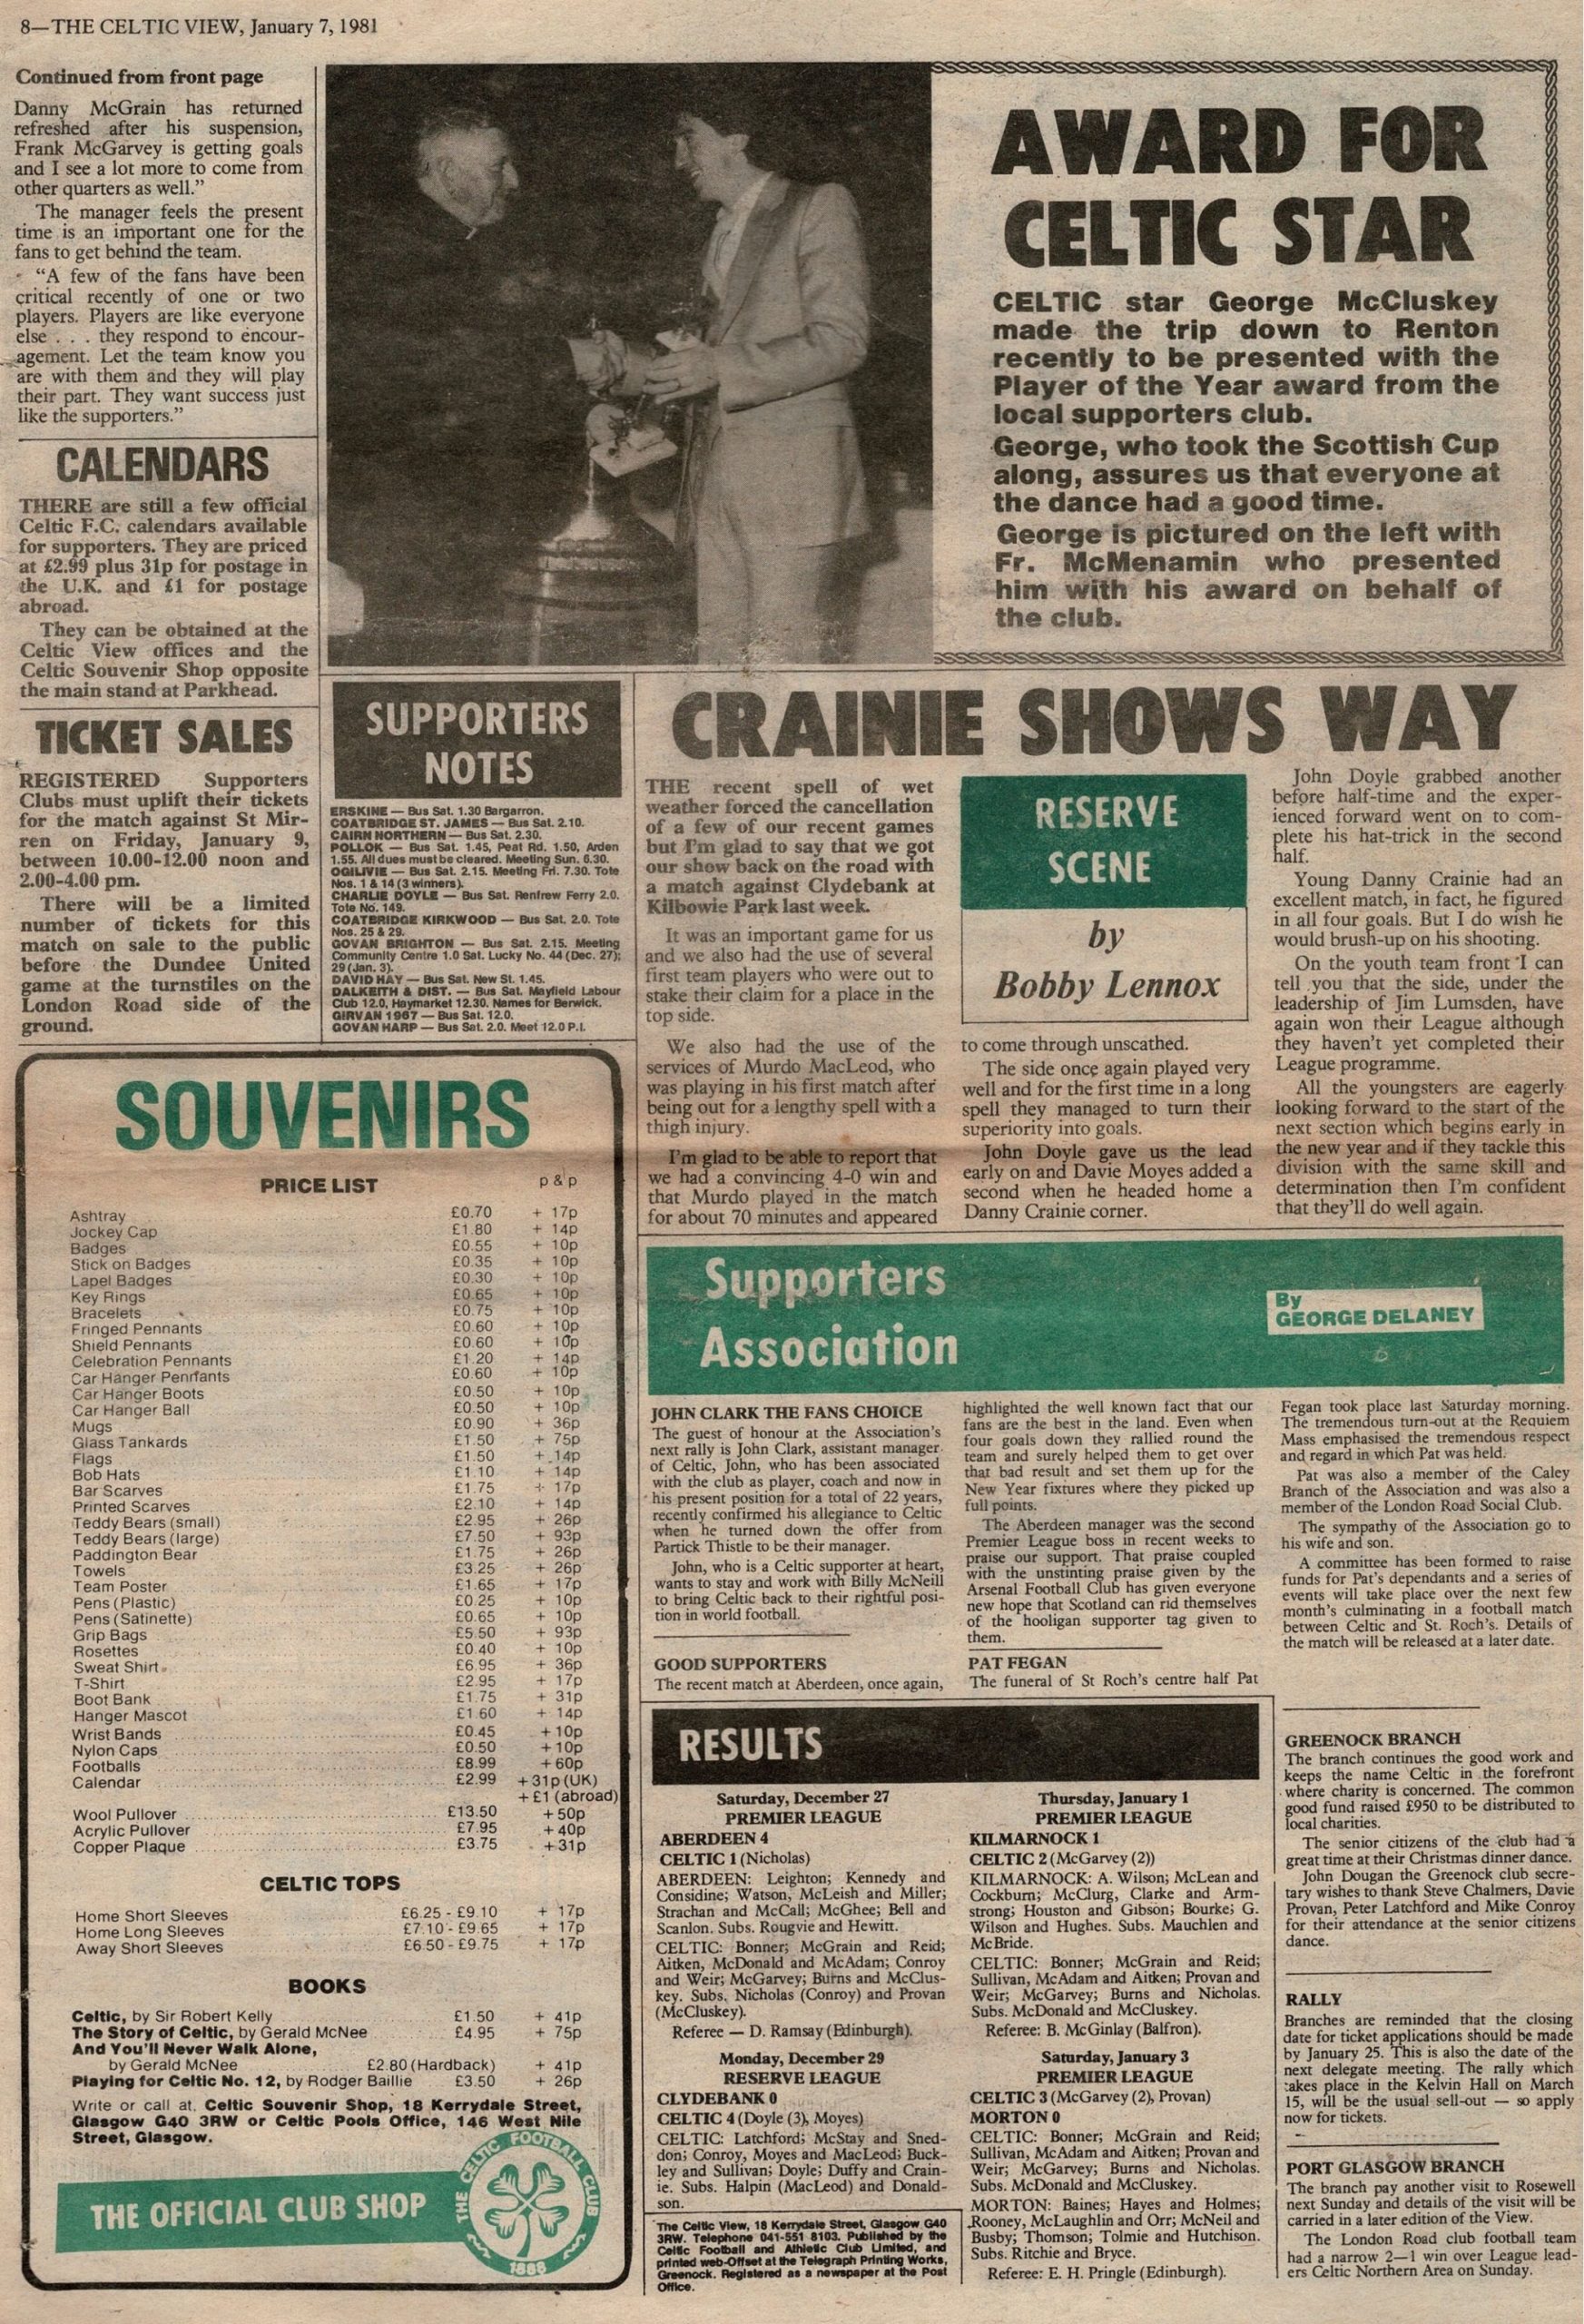 8—THE CELTIC VIEW, January 7, 1981
Continued from front page
Danny McGrain has returned
refreshed after his suspension,
Frank McGarvey is getting goals
and I see a lot more to come from
other quarters as well.”
The manager feels the present
time is an important one for the
fans to get behind the team.
“A few of the fans have been
critical recently of one or two
players. Players are like everyone
else . . . they respond to encour-
agement. Let the team know you
are with them and they will play
their part. They want success just
like the supporters.”
CALENDARS
THERE are still a few official
Celtic F.C. calendars available
for supporters. They are priced
at £2.99 plus 31p for postage in
the U.K. and £1 for postage
abroad.
They can be obtained at the
Celtic View offices and the
Celtic Souvenir Shop opposite
the main stand at Parkhead.
TICKET SALES
REGISTERED Supporters
Clubs must uplift their tickets
for the match against St Mir-
ren on Friday, January 9,
between 10.00-12.00 noon and
2.00-4.00 pm.
There will be a limited
number of tickets for this
match on sale to the public
before the Dundee United
game at the turnstiles on the
London Road side of the
ground.
AWARD FOR
CELTIC STAR
CELTIC star George McCluskey
made the trip down to Renton
recently to be presented with the
Player of the Year award from the
local supporters club.
George, who took the Scottish Cup
along, assures us that everyone at
the dance had a good time.
George is pictured on the left with
Fr. McMenamin who presented
him with his award on behalf of
the club.
SUPPORTERS
NOTES
ERSKINE — Bus Sat. 1.30 Bargarron.
COATBRIDGE ST. JAMES — Bus Sat. 2.10.
CAIRN NORTHERN — Bus Sat. 2.30.
POLLOK — Bus Sat. 1.45, Peat Rd. 1.50, Arden
1.55. All dues must be cleared. Meeting Sun. 6.30.
OGILIVIE — Bus Sat. 2.15. Meeting Fri. 7.30. Tote
Nos. 1 & 14 (3 winners).
CHARLIE DOYLE — Bus Sat. Renfrew Ferry 2.0.
Tote No. 149.
COATBRIDGE KIRKWOOD — Bus Sat. 2.0. Tote
Nos. 25 & 29.
GOVAN BRIGHTON — Bus Sat. 2.15. Meeting
Community Centre 1.0 Sat. Lucky No. 44 (Dec. 27);
29 (Jan. 3).
DAVID HAY — Bus Sat. New St. 1.45.
DALKEITH & DIST. — Bus Sat. Mayfield Labour
Club 12.0, Haymarket 12.30. Names for Berwick.
GIRVAN 1967 — Bus Sat. 12.0.
GOVAN HARP — Bus Sat. 2.0. Meet 12.0 P.I.
CRAINIE SHOWS WAY
THE recent spell of wet
weather forced the cancellation
of a few of our recent games
but I’m glad to say that we got
our show back on the road with
a match against Clydebank at
Kilbowie Park last week.
It was an important game for us
and we also had the use of several
first team players who were out to
stake their claim for a place in the
top side.
We also had the use of the
services of Murdo MacLeod, who
was playing in his first match after
being out for a lengthy spell with a
thigh injury.
I’m glad to be able to report that
we had a convincing 4-0 win and
that Murdo played in the match
for about 70 minutes and appeared
RESERVE
SCENE
by
Bobby Lennox
to come through unscathed.
The side once again played very
well and for the first time in a long
spell they managed to turn their
superiority into goals.
John Doyle gave us the lead
early on and Davie Moyes added a
second when he headed home a
Danny Crainie corner.
John Doyle grabbed another
before half-time and the exper-
ienced forward went on to com-
plete his hat-trick in the second
half.
Young Danny Crainie had an
excellent match, in fact, he figured
in all four goals. But I do wish he
would brush-up on his shooting.
On the youth team front I can
tell you that the side, under the
leadership of Jim Lumsden, have
again won their League although
they haven’t yet completed their
League programme.
All the youngsters are eagerly
looking forward to the start of the
next section which begins early in
the new year and if they tackle this
division with the same skill and
determination then I’m confident
that they’ll do well again.
SOUVENIRS
PRICE LIST p & p
Ashtray £0.70 + 17p
Jockey Cap £1.80 + 14p
Badges £0.55 + 10p
Stick on Badges £0.35 + 10p
Lapel Badges £0.30 + 10p
Key Rings £0.65 + 10p
Bracelets £0.75 + 10p
Fringed Pennants £0.60 + 10p
Shield Pennants £0.60 + 10p
Celebration Pennants £1.20 + 14p
Car Hanger Pennants £0.60 + 10p
Car Hanger Boots £0.50 + 10p
Car Hanger Ball £0.50 + 10p
Mugs £0.90 + 36p
Glass Tankards £1.50 + 75p
Flags £1.50 + 14p
Bob Hats £1.10 + 14p
Bar Scarves £1.75 + 17p
Printed Scarves £2.10 + 14p
Teddy Bears (small) £2.95 + 26p
Teddy Bears (large) £7.50 + 93p
Paddington Bear £1.75 + 26p
Towels £3.25 + 26p
Team Poster £1.65 + 17p
Pens (Plastic) £0.25 + 10p
Pens (Satinette) £0.65 + 10p
Grip Bags £5.50 + 93p
Rosettes £0.40 + 10p
Sweat Shirt £6.95 + 36p
T-Shirt £2.95 + 17p
Boot Bank £1.75 + 31p
Hanger Mascot £1.60 + 14p
Wrist Bands £0.45 + 10p
Nylon Caps £0.50 + 10p
Footballs £8.99 + 60p
Calendar £2.99 + 31p (UK)
+ £1 (abroad)
Wool Pullover £13.50 + 50p
Acrylic Pullover £7.95 + 40p
Copper Plaque £3.75 + 31p
CELTIC TOPS
Home Short Sleeves £6.25 - £9.10 + 17p
Home Long Sleeves £7.10 - £9.65 + 17p
Away Short Sleeves £6.50 - £9.75 + 17p
BOOKS
Celtic, by Sir Robert Kelly £1.50 + 41p
The Story of Celtic, by Gerald McNee £4.95 + 75p
And You’ll Never Walk Alone,
by Gerald McNee £2.80 (Hardback) + 41p
Playing for Celtic No. 12, by Rodger Baillie £3.50 + 26p
Write or call at, Celtic Souvenir Shop, 18 Kerrydale Street,
Glasgow G40 3RW or Celtic Pools Office, 146 West Nile
Street, Glasgow.
THE OFFICIAL CLUB SHOP
THE CELTIC FOOTBALL CLUB
1888
Supporters
Association
By
GEORGE DELANEY
JOHN CLARK THE FANS CHOICE
The guest of honour at the Association’s
next rally is John Clark, assistant manager
of Celtic, John, who has been associated
with the club as player, coach and now in
his present position for a total of 22 years,
recently confirmed his allegiance to Celtic
when he turned down the offer from
Partick Thistle to be their manager.
John, who is a Celtic supporter at heart,
wants to stay and work with Billy McNeill
to bring Celtic back to their rightful posi-
tion in world football.
GOOD SUPPORTERS
The recent match at Aberdeen, once again,
highlighted the well known fact that our
fans are the best in the land. Even when
four goals down they rallied round the
team and surely helped them to get over
that bad result and set them up for the
New Year fixtures where they picked up
full points.
The Aberdeen manager was the second
Premier League boss in recent weeks to
praise our support. That praise coupled
with the unstinting praise given by the
Arsenal Football Club has given everyone
new hope that Scotland can rid themselves
of the hooligan supporter tag given to
them.
PAT FEGAN
The funeral of St Roch’s centre half Pat
Fegan took place last Saturday morning.
The tremendous turn-out at the Requiem
Mass emphasised the tremendous respect
and regard in which Pat was held.
Pat was also a member of the Caley
Branch of the Association and was also a
member of the London Road Social Club.
The sympathy of the Association go to
his wife and son.
A committee has been formed to raise
funds for Pat’s dependants and a series of
events will take place over the next few
month’s culminating in a football match
between Celtic and St. Roch’s. Details of
the match will be released at a later date.
RESULTS
Saturday, December 27
PREMIER LEAGUE
ABERDEEN 4
CELTIC 1 (Nicholas)
ABERDEEN: Leighton; Kennedy and
Considine; Watson, McLeish and Miller;
Strachan and McCall; McGhee; Bell and
Scanlon. Subs. Rougvie and Hewitt.
CELTIC: Bonner; McGrain and Reid;
Aitken, McDonald and McAdam; Conroy
and Weir; McGarvey; Burns and McClus-
key. Subs. Nicholas (Conroy) and Provan
(McCluskey).
Referee — D. Ramsay (Edinburgh).
Monday, December 29
RESERVE LEAGUE
CLYDEBANK 0
CELTIC 4 (Doyle (3), Moyes)
CELTIC: Latchford; McStay and Sned-
don; Conroy, Moyes and MacLeod; Buck-
ley and Sullivan; Doyle; Duffy and Crain-
ie. Subs. Halpin (MacLeod) and Donald-
son.
The Celtic View, 18 Kerrydale Street, Glasgow G40
3RW. Telephone 041-551 8103. Published by the
Celtic Football and Athletic Club Limited, and
printed web-Offset at the Telegraph Printing Works,
Greenock. Registered as a newspaper at the Post
Office.
Thursday, January 1
PREMIER LEAGUE
KILMARNOCK 1
CELTIC 2 (McGarvey (2))
KILMARNOCK: A. Wilson; McLean and
Cockburn; McClurg, Clarke and Arm-
strong; Houston and Gibson; Bourke; G.
Wilson and Hughes. Subs. Mauchlen and
McBride.
CELTIC: Bonner; McGrain and Reid;
Sullivan, McAdam and Aitken; Provan and
Weir; McGarvey; Burns and Nicholas.
Subs. McDonald and McCluskey.
Referee: B. McGinlay (Balfron).
Saturday, January 3
PREMIER LEAGUE
CELTIC 3 (McGarvey (2), Provan)
MORTON 0
CELTIC: Bonner; McGrain and Reid;
Sullivan, McAdam and Aitken; Provan and
Weir; McGarvey; Burns and Nicholas.
Subs. McDonald and McCluskey.
MORTON: Baines; Hayes and Holmes;
Rooney, McLaughlin and Orr; McNeil and
Busby; Thomson; Tolmie and Hutchison.
Subs. Ritchie and Bryce.
Referee: E. H. Pringle (Edinburgh).
GREENOCK BRANCH
The branch continues the good work and
keeps the name Celtic in the forefront
where charity is concerned. The common
good fund raised £950 to be distributed to
local charities.
The senior citizens of the club had a
great time at their Christmas dinner dance.
John Dougan the Greenock club secre-
tary wishes to thank Steve Chalmers, Davie
Provan, Peter Latchford and Mike Conroy
for their attendance at the senior citizens
dance.
RALLY
Branches are reminded that the closing
date for ticket applications should be made
by January 25. This is also the date of the
next delegate meeting. The rally which
takes place in the Kelvin Hall on March
15, will be the usual sell-out — so apply
now for tickets.
PORT GLASGOW BRANCH
The branch pay another visit to Rosewell
next Sunday and details of the visit will be
carried in a later edition of the View.
The London Road club football team
had a narrow 2—1 win over League lead-
ers Celtic Northern Area on Sunday.